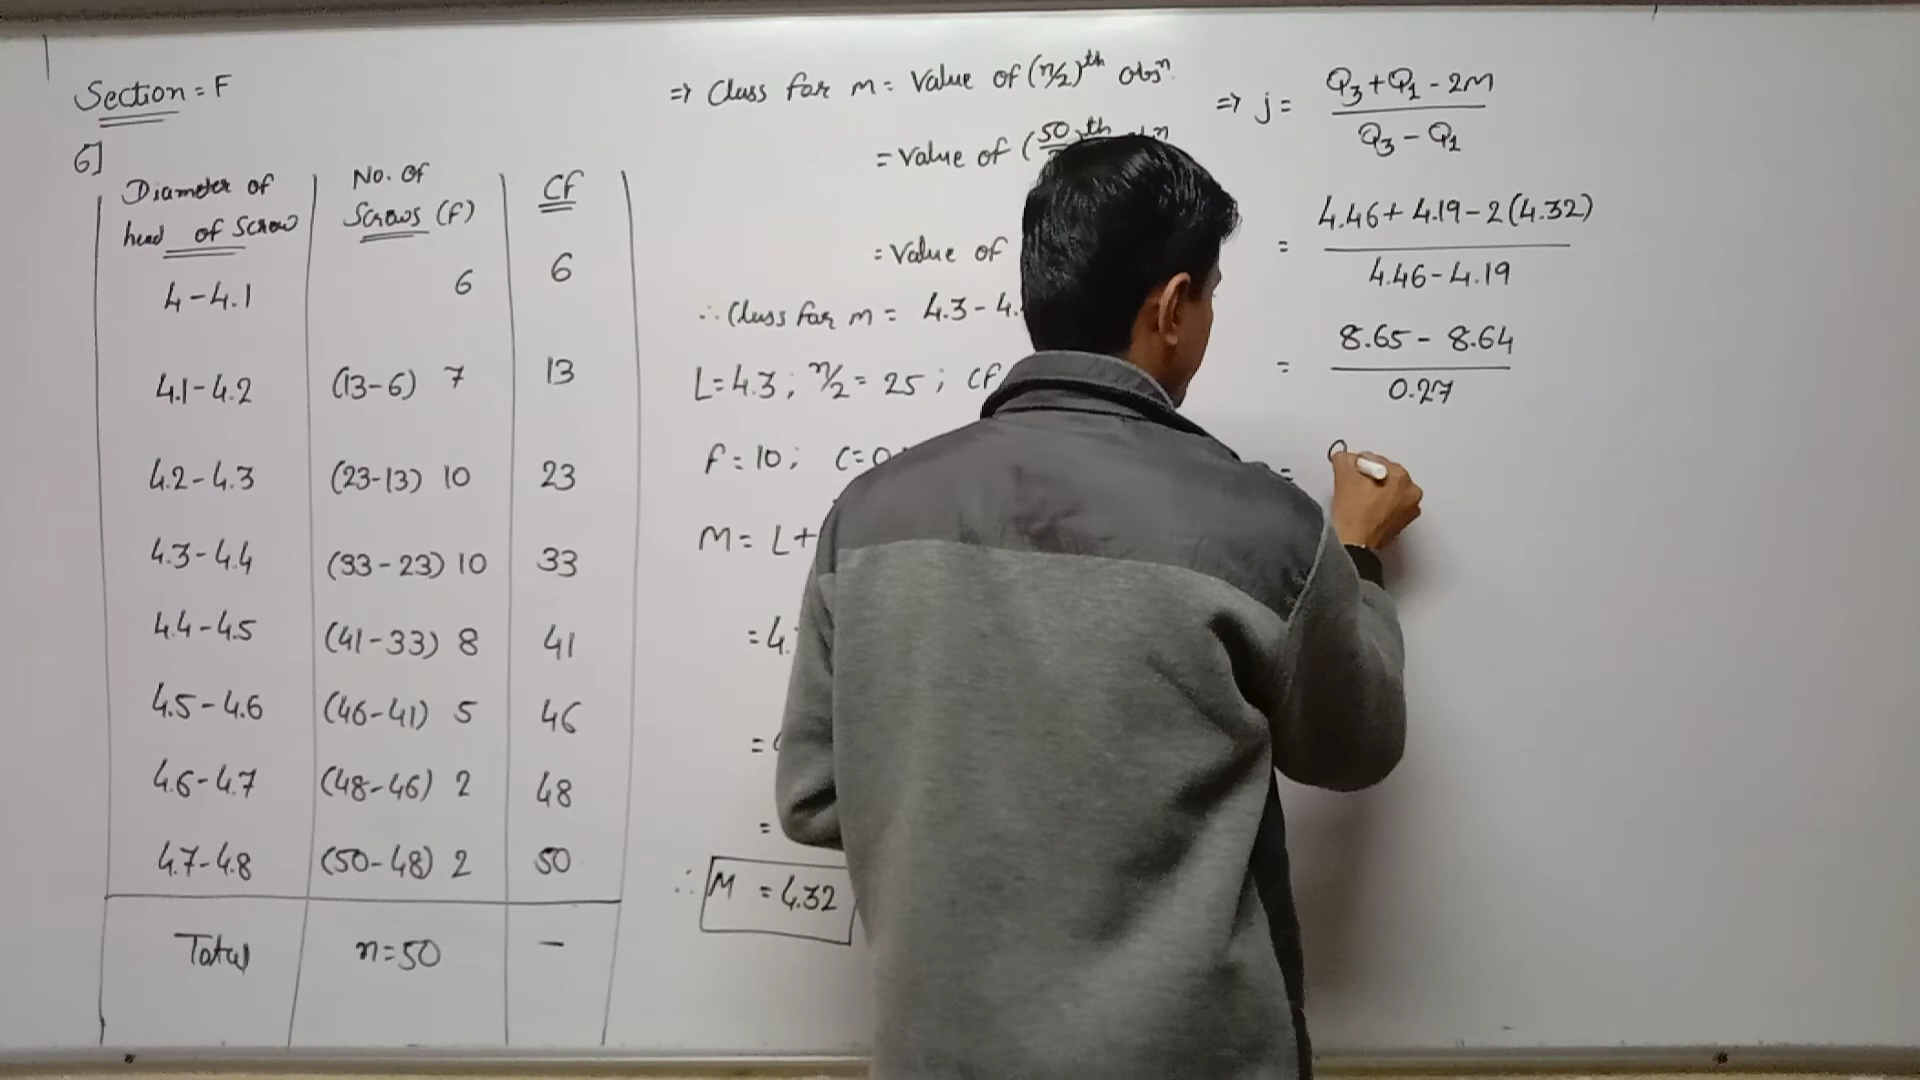 Section = F
6]
Diameter of head of Screw | No. of Screws (f) | Cf
4 - 4.1 | 6 | 6
4.1 - 4.2 | (13-6) 7 | 13
4.2 - 4.3 | (23-13) 10 | 23
4.3 - 4.4 | (33-23) 10 | 33
4.4 - 4.5 | (41-33) 8 | 41
4.5 - 4.6 | (46-41) 5 | 46
4.6 - 4.7 | (48-46) 2 | 48
4.7 - 4.8 | (50-48) 2 | 50
Total | n=50 | -
⇒ Class for m = Value of (n/2)th obsn.
= Value of (50 th
= Value of
∴ Class for m = 4.3 - 4.
L = 4.3 ; n/2 = 25 ; CF
f = 10 ; C = 0
M = L +
= 4.
=
=
∴ M = 4.32
⇒ j = Q3 + Q1 - 2M / Q3 - Q1
= 4.46 + 4.19 - 2(4.32) / 4.46 - 4.19
= 8.65 - 8.64 / 0.27
=